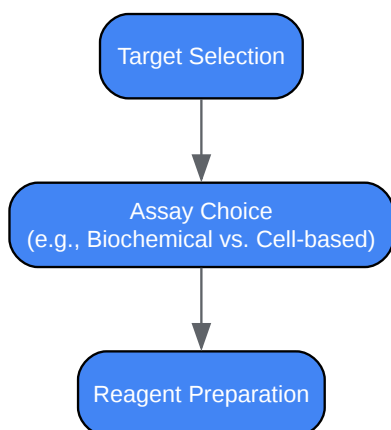 Target Selection
Assay Choice
(e.g., Biochemical vs. Cell-based)
Reagent Preparation